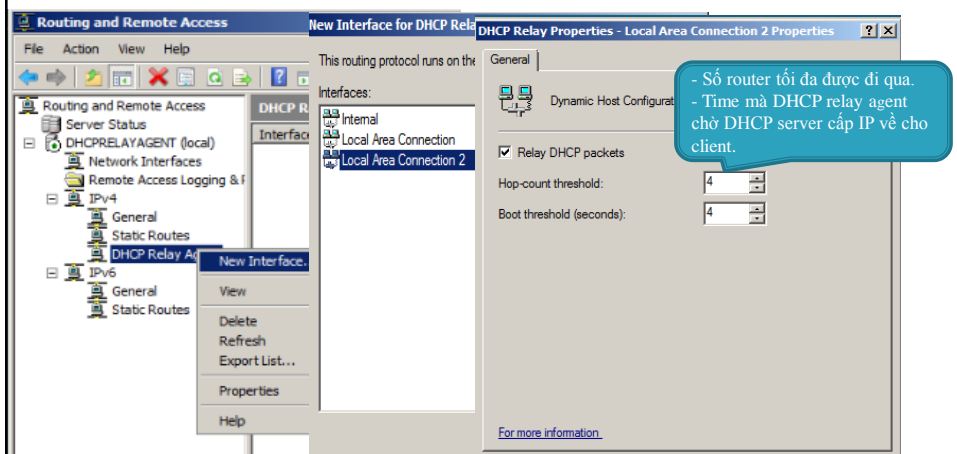 Routing and Remote Access
File Action View Help
Routing and Remote Access
Server Status
DHCPRELAYAGENT (local)
Network Interfaces
Remote Access Logging &
IPv4
General
Static Routes
DHCP Relay
IPv6
General
Static Routes
DHCP
Interface
New Interface...
View
Delete
Refresh
Export List...
Properties
Help
New Interface for DHCP
This routing protocol runs on the
Interfaces:
Internal
Local Area Connection
Local Area Connection 2
DHCP Relay Properties - Local Area Connection 2 Properties
General
Dynamic Host
Relay DHCP packets
Hop-count threshold: 4
Boot threshold (seconds): 4
For more information
- Số router tối đa được đi qua.
- Time mà DHCP relay agent
chờ DHCP server cấp IP về cho
client.